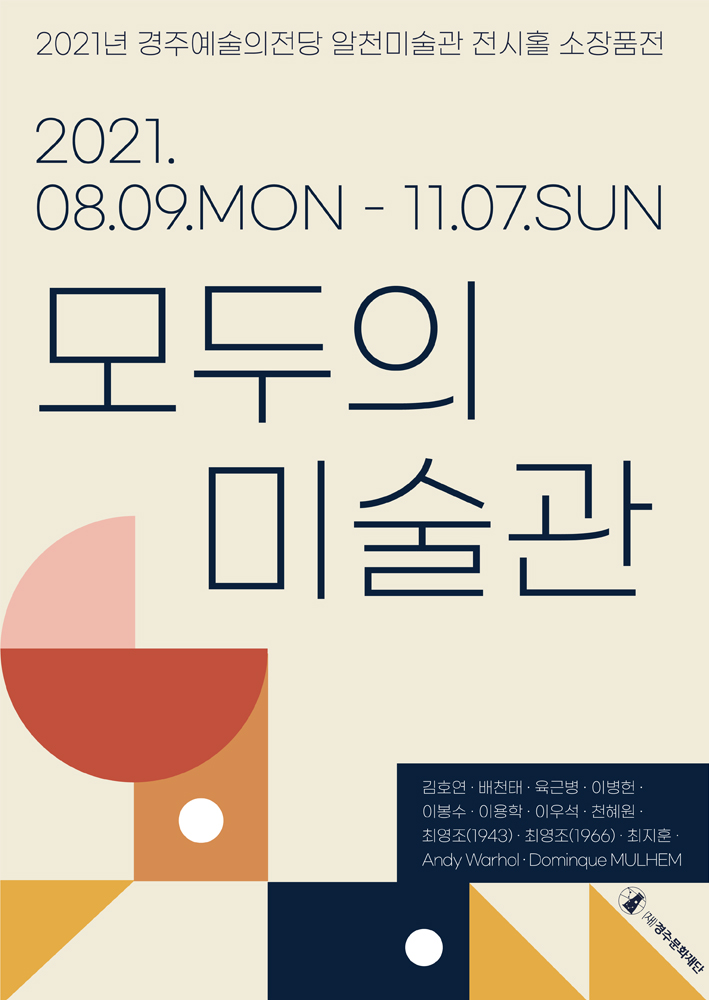 2021년 경주예술의전당 알천미술관 전시홀 소장품전
2021.
08.09.MON - 11.07.SUN
모두의
미술관
김호연 · 배천태 · 육근병 · 이병헌 ·
이봉수 · 이용학 · 이우석 · 천혜원 ·
최영조(1943) · 최영조(1966) · 최지훈 ·
Andy Warhol · Dominque MULHEM
(재)경주문화재단